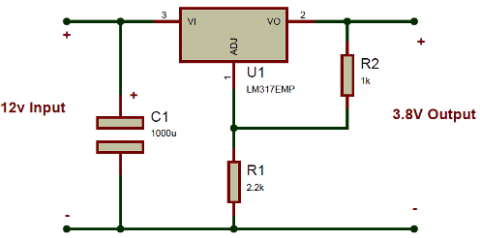 3
VI
VO
2
+
+
ADJ
1
U1
LM317EMP
R2
1k
+
12v Input
C1
1000u
3.8V Output
R1
2.2k
-
-